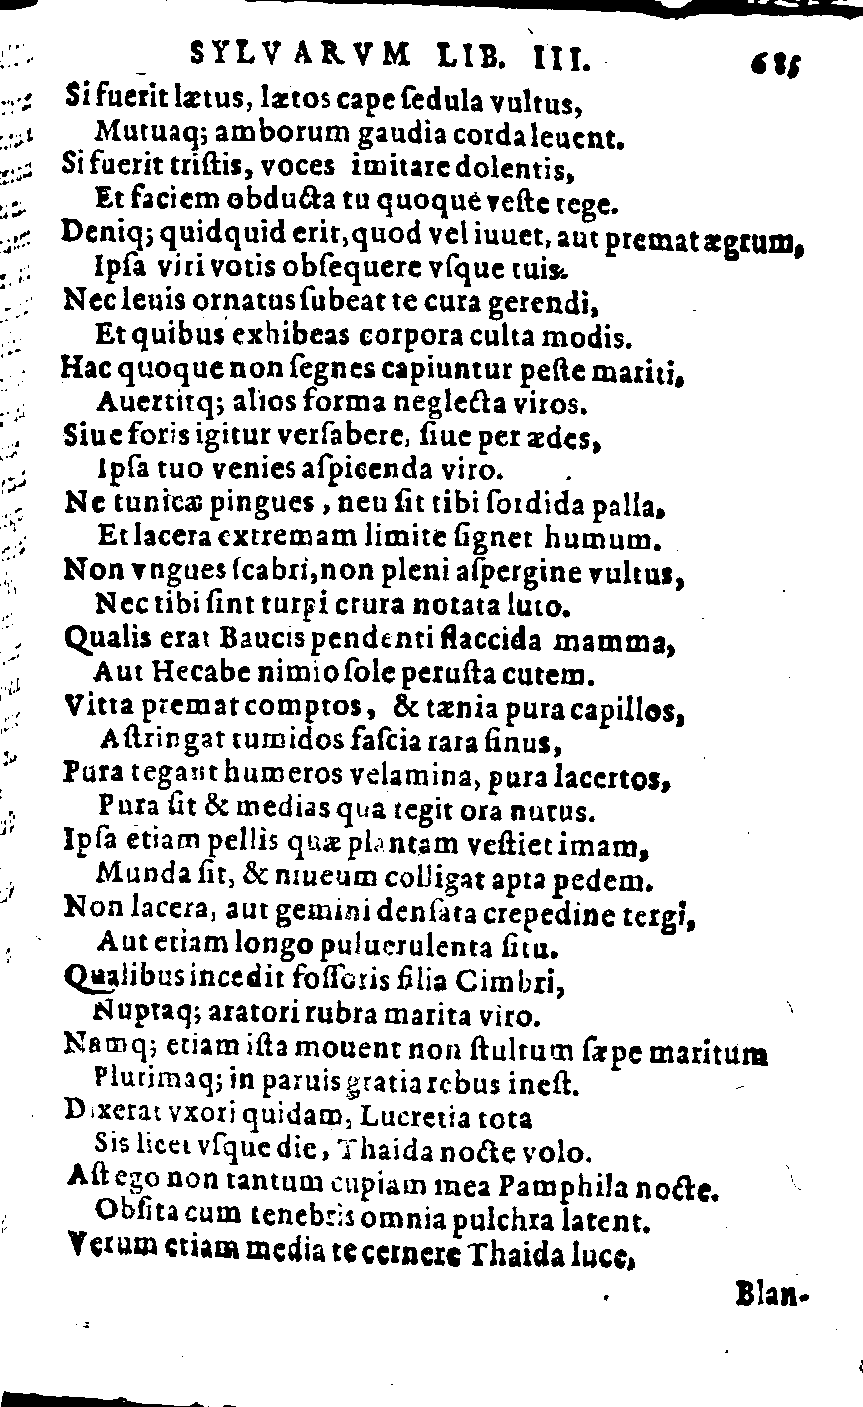 SYLVARVM LIB. III. 685
Si fuerit lætus, lætos cape ſedula vultus,
Mutuaq; amborum gaudia corda leuent.
Si fuerit triſtis, voces imitare dolentis,
Et faciem obducta tu quoque veſte tege.
Deniq; quidquid erit, quod vel iuuet, aut premat ægrum,
Ipſa viri votis obſequere vſque tuis.
Nec leuis ornatus ſubeat te cura gerendi,
Et quibus exhibeas corpora culta modis.
Hac quoque non ſegnes capiuntur peſte mariti,
Auertitq; alios forma neglecta viros.
Siue foris igitur verſabere, ſiue per ædes,
Ipſa tuo venies aſpicenda viro.
Ne tunicæ pingues, neu ſit tibi ſordida palla,
Et lacera extremam limite ſignet humum.
Non vngues ſcabri, non pleni aſpergine vultus,
Nec tibi ſint turpi crura notata luto.
Qualis erat Baucis pendenti flaccida mamma,
Aut Hecabe nimio ſole peruſta cutem.
Vitta premat comptos, & tænia pura capillos,
Aſtringat tumidos faſcia rara ſinus,
Pura tegant humeros velamina, pura lacertos,
Pura ſit & medias qua tegit ora nurus.
Ipſa etiam pellis quæ plantam veſtiet imam,
Munda ſit, & niueum colligat apta pedem.
Non lacera, aut gemini denſata crepedine tergi,
Aut etiam longo puluerulenta ſitu.
Qualibus incedit foſſoris filia Cimbri,
Nuptaq; aratori rubra marita viro.
Namq; etiam iſta mouent non ſtultum ſæpe maritum
Plurimaq; in paruis gratia rebus ineſt.
Dixerat vxori quidam, Lucretia tota
Sis licet vſque die, Thaida nocte volo.
Aſt ego non tantum cupiam mea Pamphila nocte.
Obſita cum tenebris omnia pulchra latent.
Verum etiam media te cernere Thaida luce,
Blan-